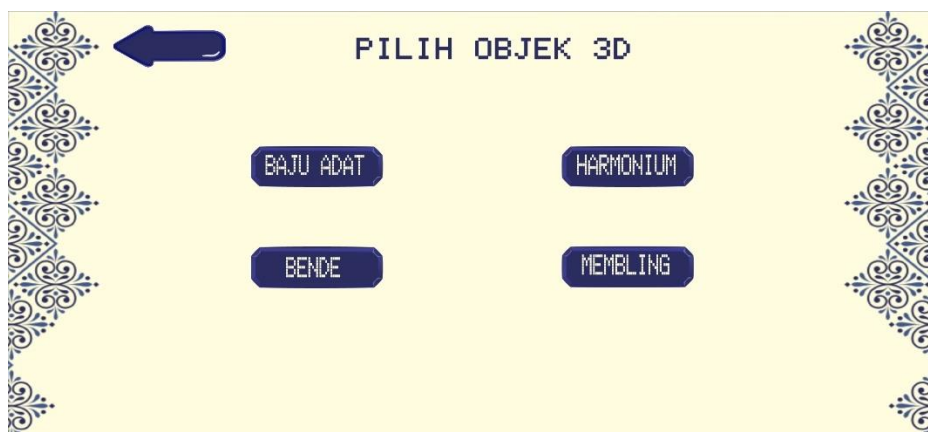 PILIH OBJEK 3D
BAJU ADAT
HARMONIUM
BENDE
MEMBLING